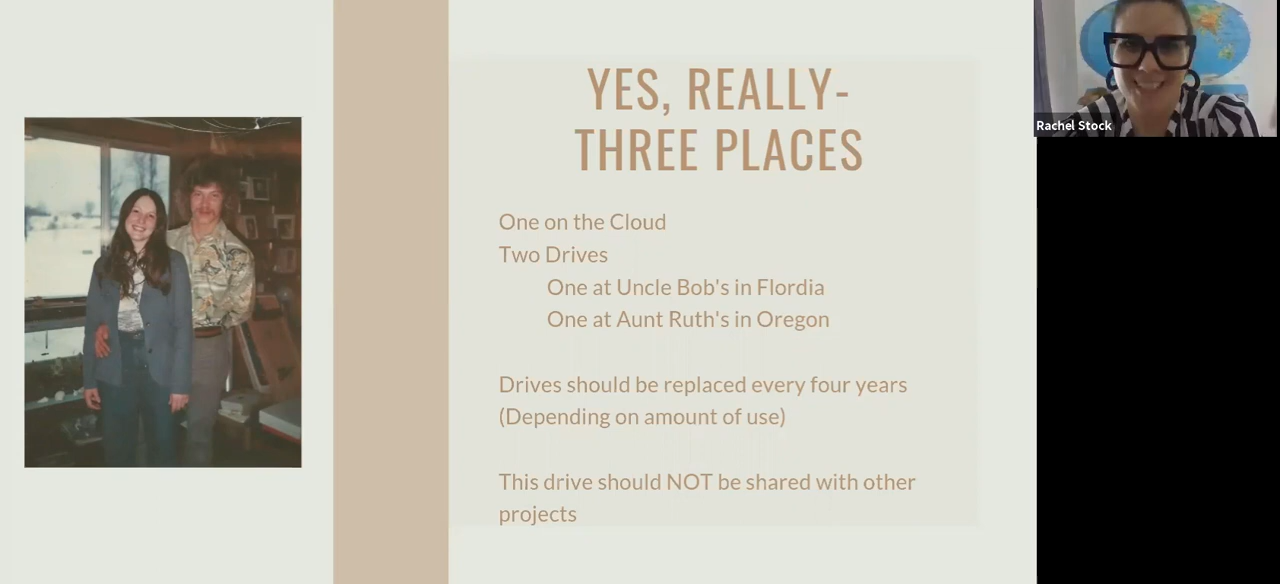 YES, REALLY-
THREE PLACES
One on the Cloud
Two Drives
One at Uncle Bob's in Flordia
One at Aunt Ruth's in Oregon
Drives should be replaced every four years
(Depending on amount of use)
This drive should NOT be shared with other
projects
Rachel Stock